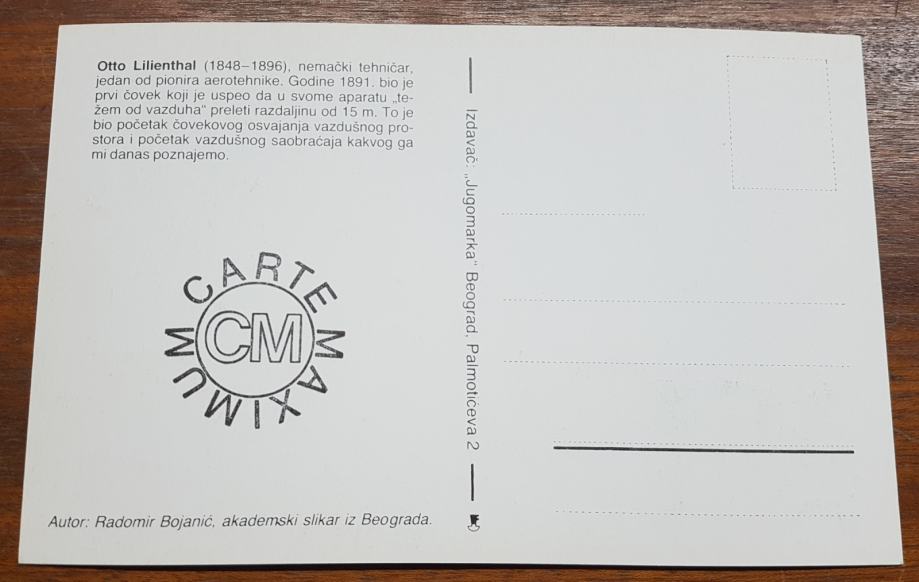 Otto Lilienthal (1848–1896), nemački tehničar,
jedan od pionira aerotehnike. Godine 1891. bio je
prvi čovek koji je uspeo da u svome aparatu „te-
žem od vazduha“ preleti razdaljinu od 15 m. To je
bio početak čovekovog osvajanja vazdušnog pro-
stora i početak vazdušnog saobraćaja kakvog ga
mi danas poznajemo.
CARTE MAXIMUM
CM
Autor: Radomir Bojanić, akademski slikar iz Beograda.
Izdavač: „Jugomarka“ Beograd, Palmotićeva 2